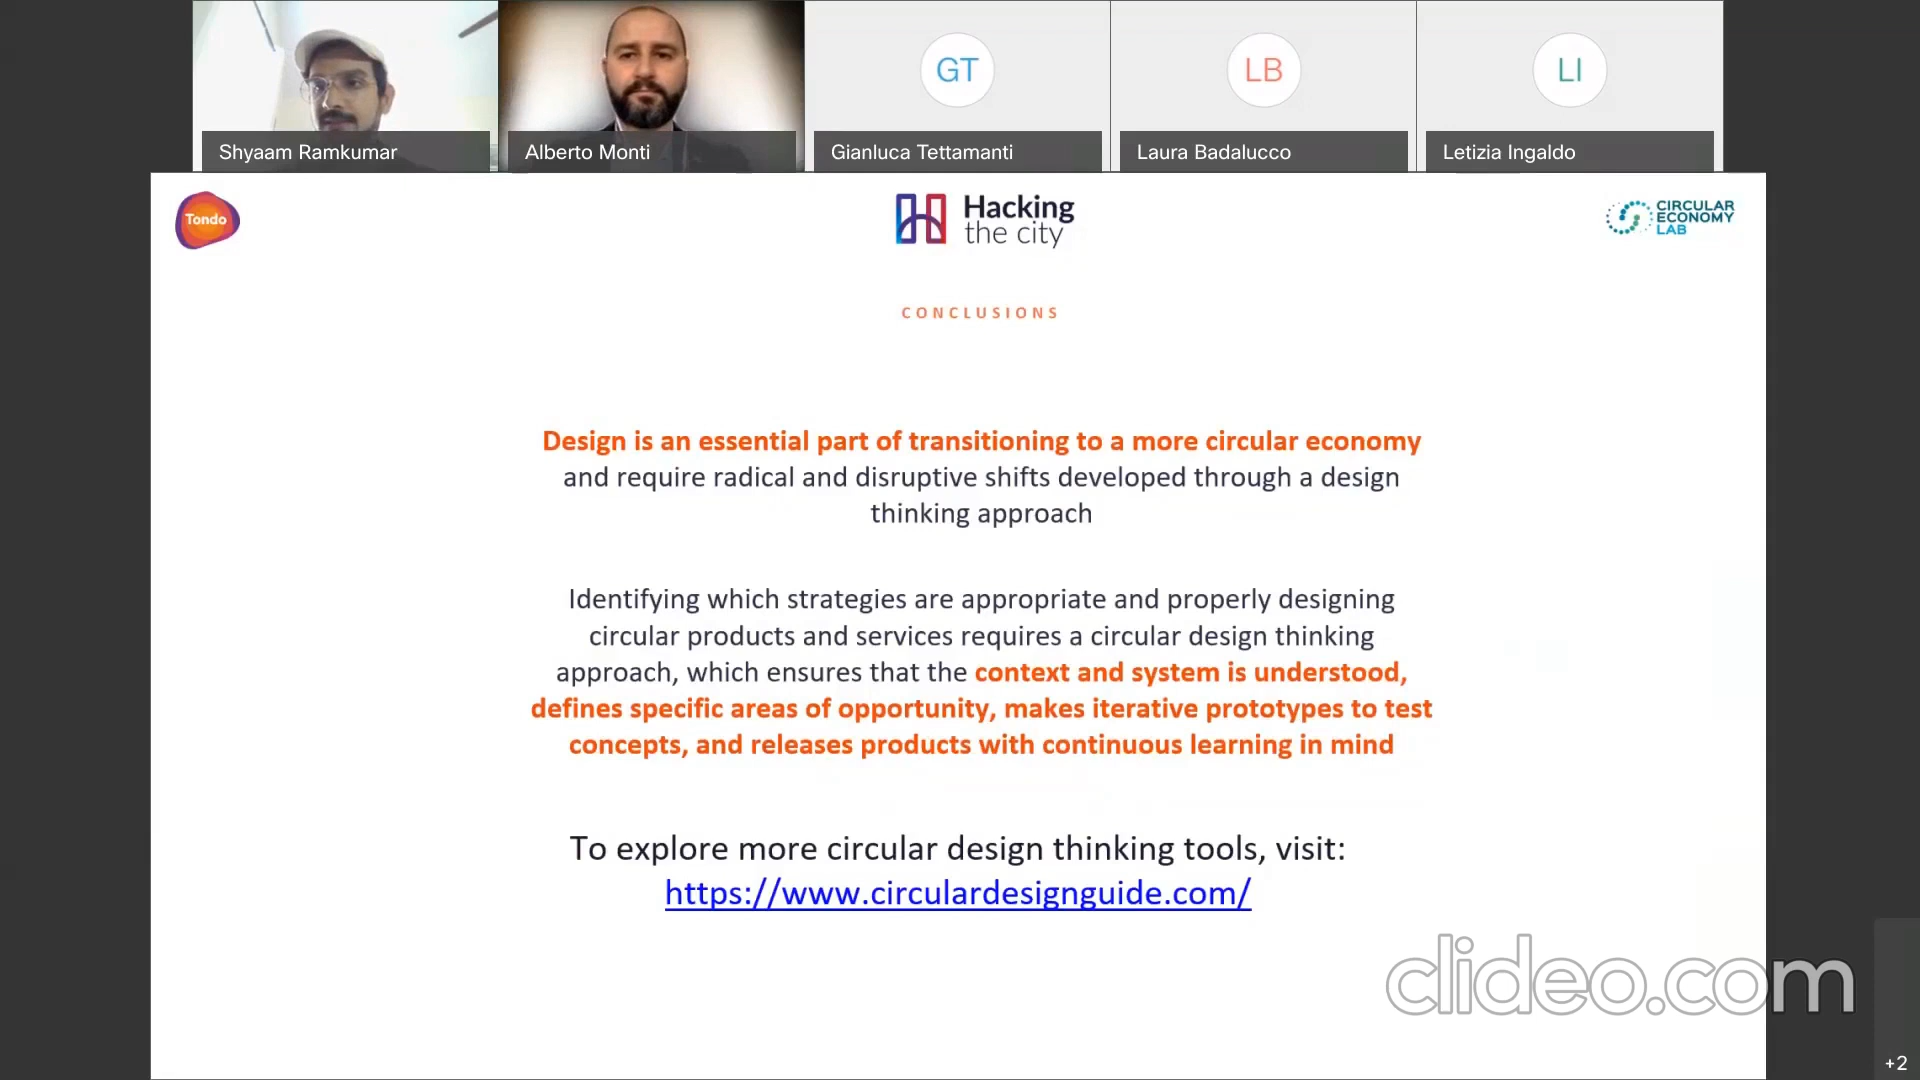 GT
LB
LI
Shyaam Ramkumar
Alberto Monti
Gianluca Tettamanti
Laura Badalucco
Letizia Ingaldo
Tondo
Hacking
the city
CIRCULAR
ECONOMY
LAB
CONCLUSIONS
Design is an essential part of transitioning to a more circular economy
and require radical and disruptive shifts developed through a design
thinking approach
Identifying which strategies are appropriate and properly designing
circular products and services requires a circular design thinking
approach, which ensures that the context and system is understood,
defines specific areas of opportunity, makes iterative prototypes to test
concepts, and releases products with continuous learning in mind
To explore more circular design thinking tools, visit:
https://www.circulardesignguide.com/
clideo.com
+2